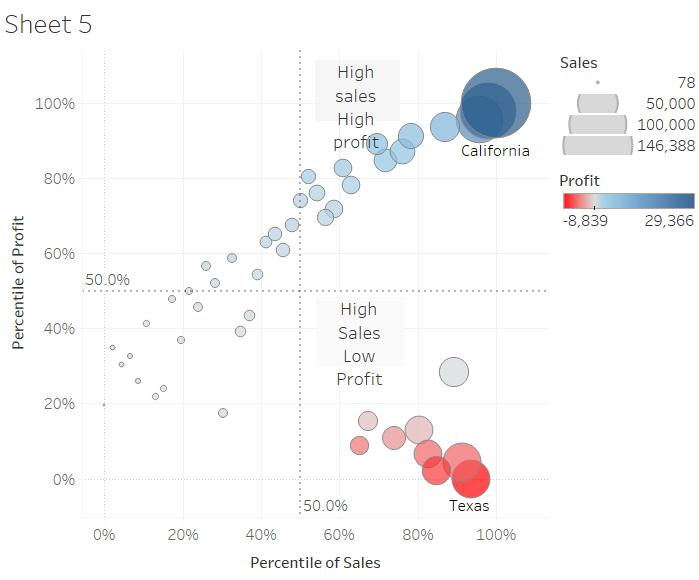 Sheet 5
Sales
78
50,000
100,000
146,388
Profit
-8,839 29,366
Percentile of Profit
100%
80%
60%
40%
20%
0%
High
sales
High
profit
California
50.0%
High
Sales
Low
Profit
Texas
50.0%
0% 20% 40% 60% 80% 100%
Percentile of Sales